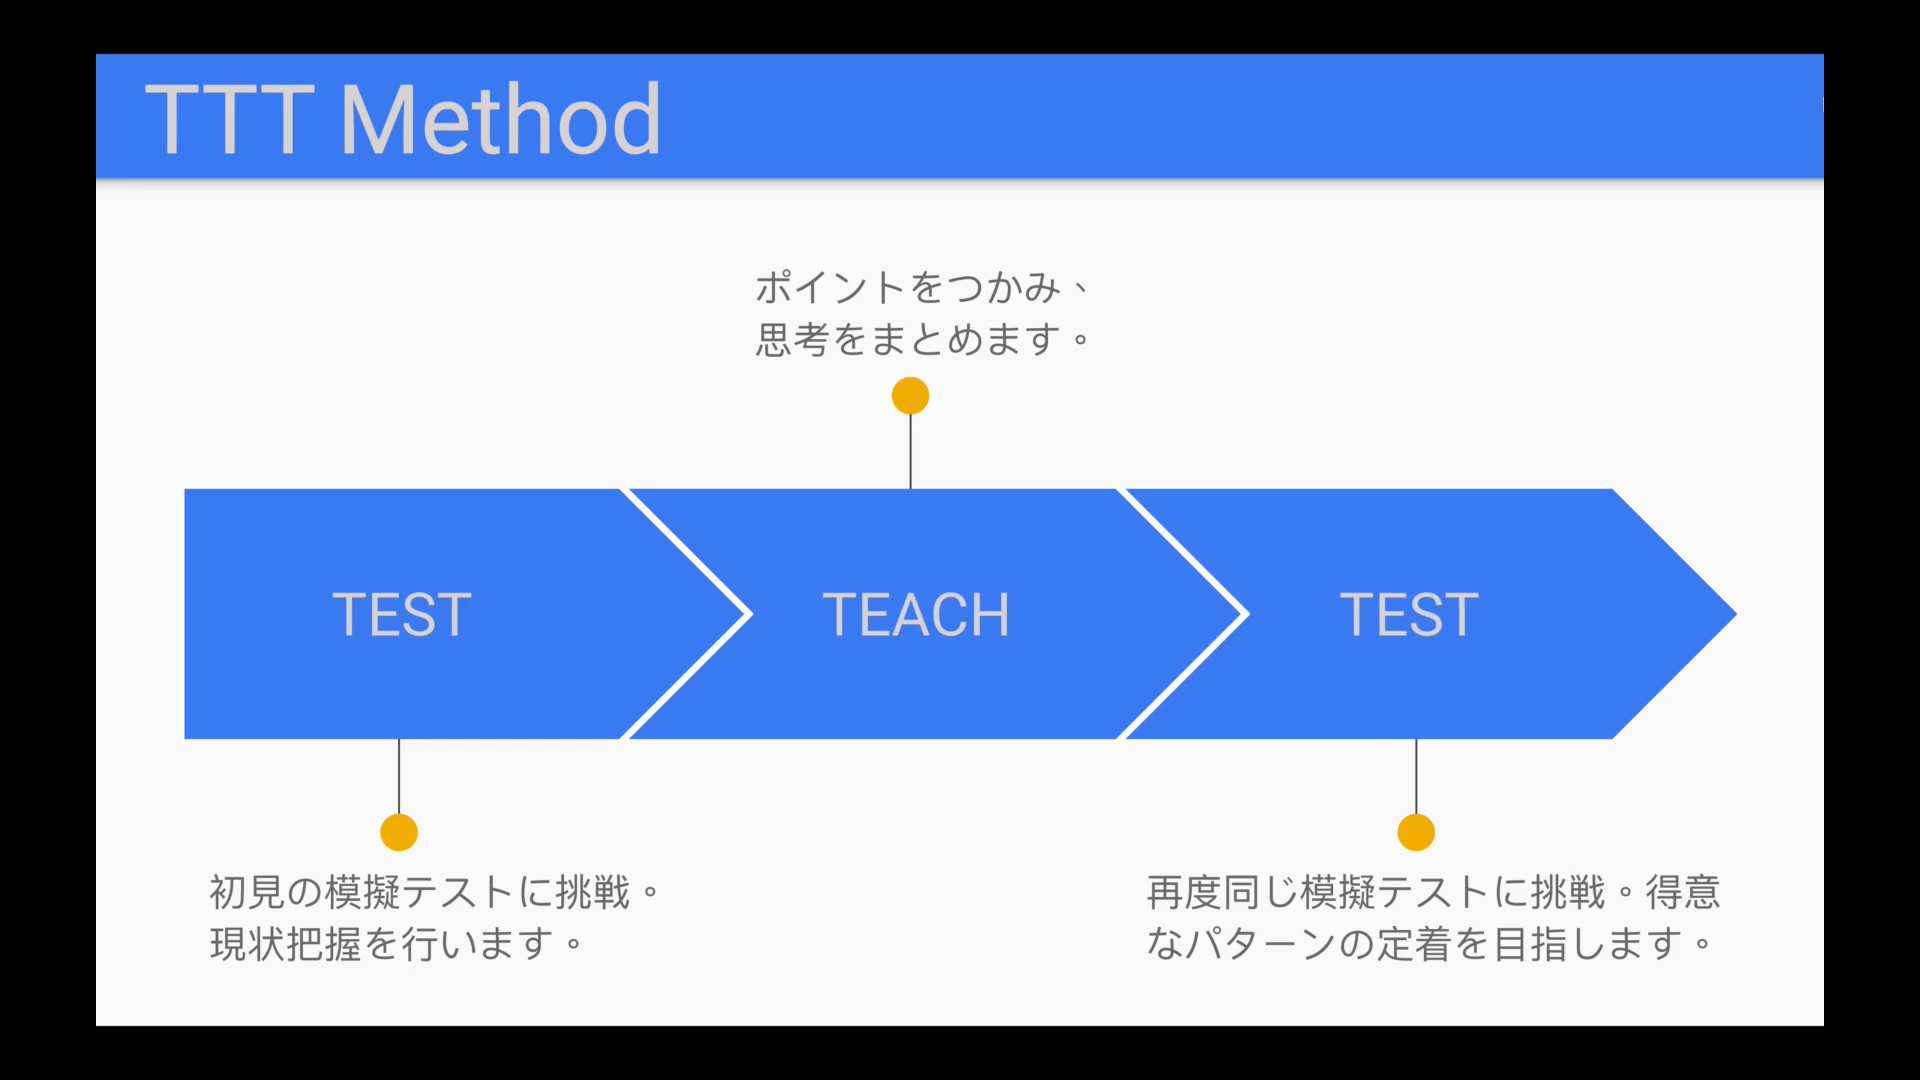 TTT Method
ポイントをつかみ、
思考をまとめます。
TEST
TEACH
TEST
初見の模擬テストに挑戦。
現状把握を行います。
再度同じ模擬テストに挑戦。得意
なパターンの定着を目指します。